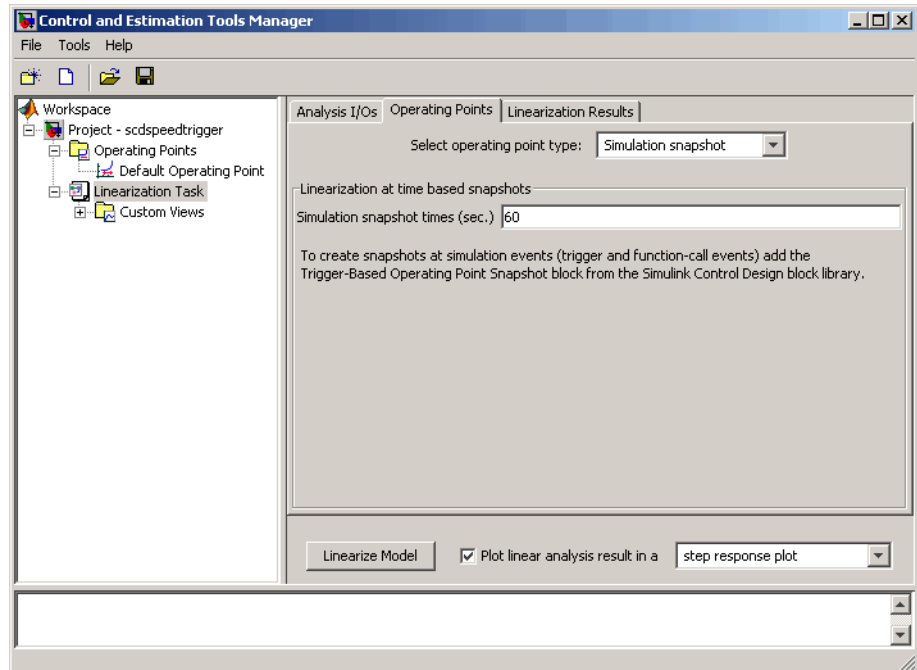 Control and Estimation Tools Manager
File Tools Help
Workspace
Project - scdspeedtrigger
Operating Points
Default Operating Point
Linearization Task
Custom Views
Analysis I/Os Operating Points Linearization Results
Select operating point type: Simulation snapshot
Linearization at time based snapshots
Simulation snapshot times (sec.) 60
To create snapshots at simulation events (trigger and function-call events) add the
Trigger-Based Operating Point Snapshot block from the Simulink Control Design block library.
Linearize Model Plot linear analysis result in a step response plot